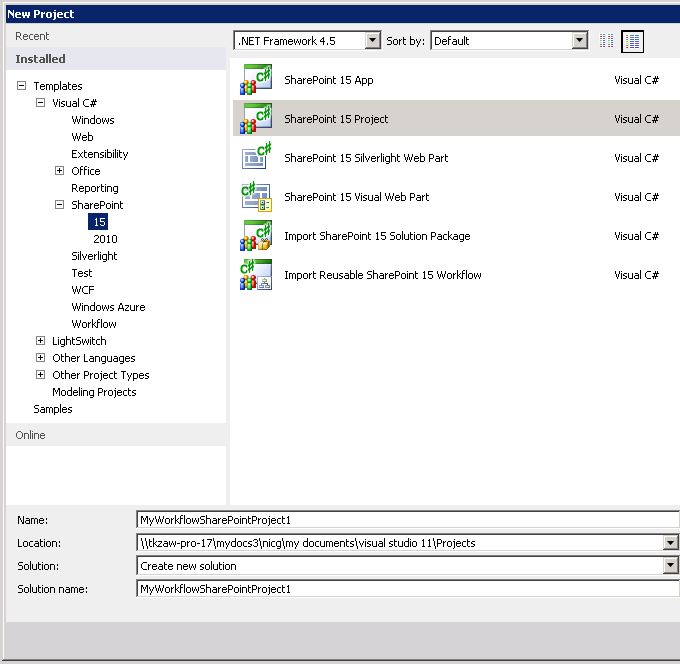 New Project
Recent
.NET Framework 4.5 Sort by: Default
Installed
Templates
Visual C#
Windows
Web
Extensibility
Office
Reporting
SharePoint
15
2010
Silverlight
Test
WCF
Windows Azure
Workflow
LightSwitch
Other Languages
Other Project Types
Modeling Projects
Samples
Online
SharePoint 15 App Visual C#
SharePoint 15 Project Visual C#
SharePoint 15 Silverlight Web Part Visual C#
SharePoint 15 Visual Web Part Visual C#
Import SharePoint 15 Solution Package Visual C#
Import Reusable SharePoint 15 Workflow Visual C#
Name: MyWorkflowSharePointProject1
Location: \\tkzaw-pro-17\mydocs3\nicg\my documents\visual studio 11\Projects
Solution: Create new solution
Solution name: MyWorkflowSharePointProject1